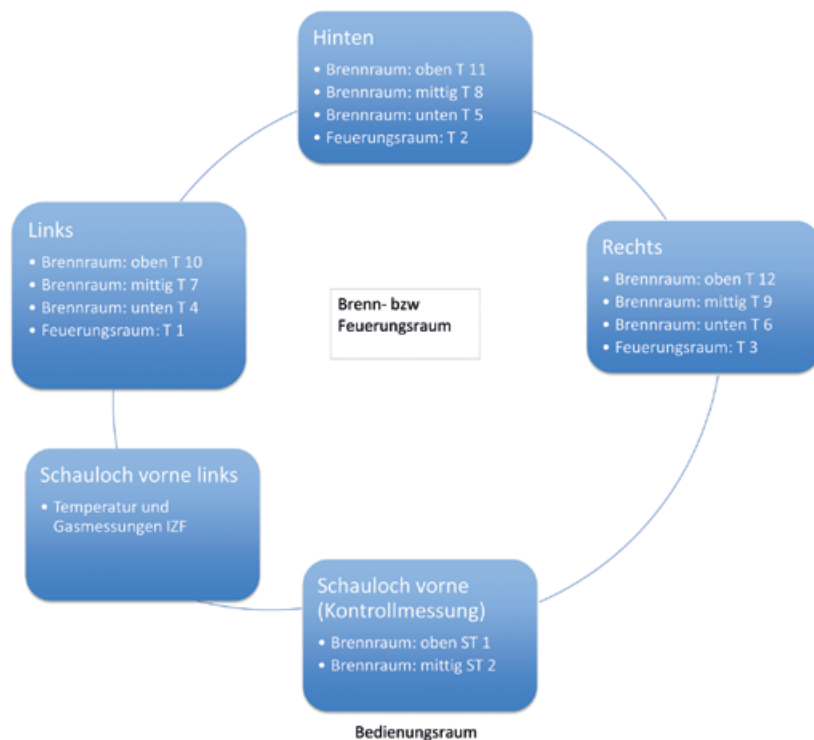 Hinten
• Brennraum: oben T 11
• Brennraum: mittig T 8
• Brennraum: unten T 5
• Feuerungsraum: T 2
Links
• Brennraum: oben T 10
• Brennraum: mittig T 7
• Brennraum: unten T 4
• Feuerungsraum: T 1
Brenn- bzw
Feuerungsraum
Rechts
• Brennraum: oben T 12
• Brennraum: mittig T 9
• Brennraum: unten T 6
• Feuerungsraum: T 3
Schauloch vorne links
• Temperatur und
Gasmessungen IZF
Schauloch vorne
(Kontrollmessung)
• Brennraum: oben ST 1
• Brennraum: mittig ST 2
Bedienungsraum